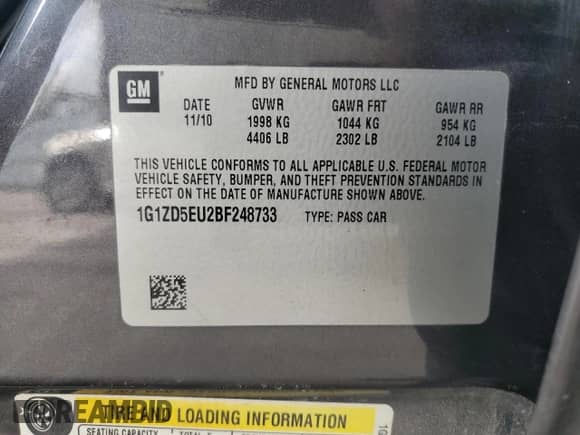 GM
MFD BY GENERAL MOTORS LLC
DATE GVWR GAWR FRT GAWR RR
11/10 1998 KG 1044 KG 954 KG
4406 LB 2302 LB 2104 LB
THIS VEHICLE CONFORMS TO ALL APPLICABLE U.S. FEDERAL MOTOR
VEHICLE SAFETY, BUMPER, AND THEFT PREVENTION STANDARDS IN
EFFECT ON THE DATE OF MANUFACTURE SHOWN ABOVE.
1G1ZD5EU2BF248733 TYPE: PASS CAR
TIRE AND LOADING INFORMATION
SEATING CAPACITY